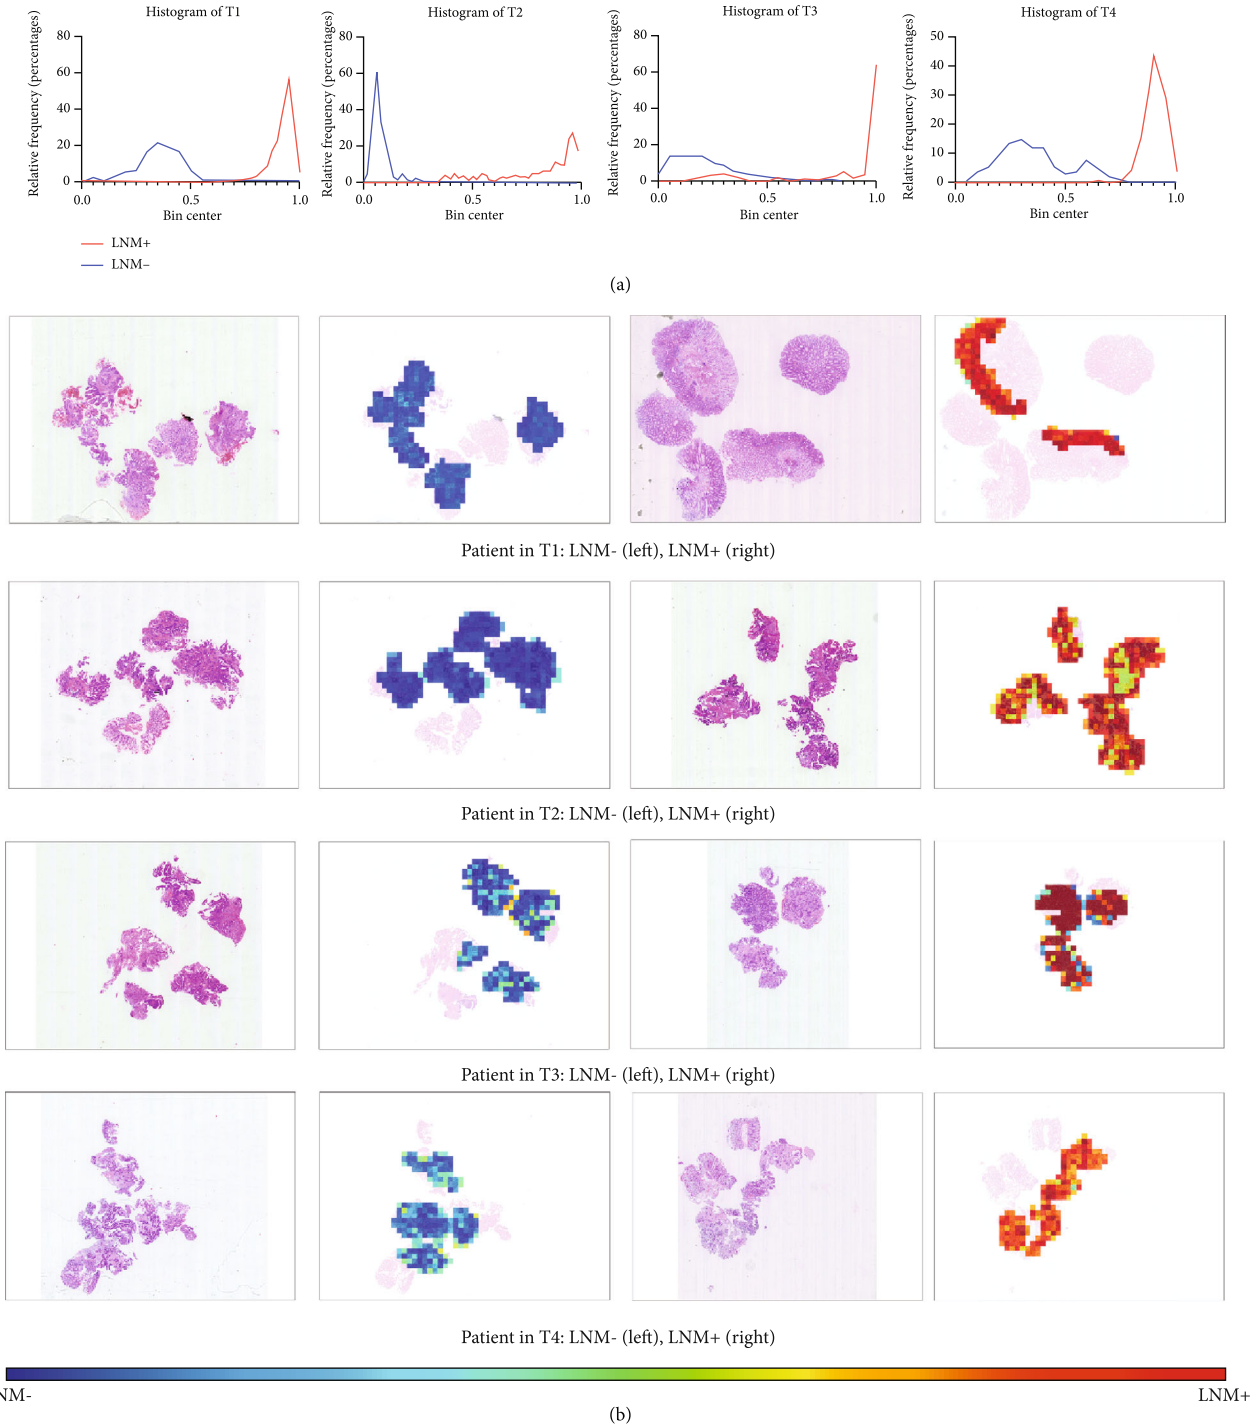 Histogram of T1
Relative frequency (percentages)
80
60
40
20
0
0.0
0.5
1.0
Bin center
Histogram of T2
Relative frequency (percentages)
80
60
40
20
0
0.0
0.5
1.0
Bin center
Histogram of T3
Relative frequency (percentages)
80
60
40
20
0
0.0
0.5
1.0
Bin center
Histogram of T4
Relative frequency (percentages)
50
40
30
20
10
0
0.0
0.5
1.0
Bin center
LNM+
LNM–
(a)
Patient in T1: LNM- (left), LNM+ (right)
Patient in T2: LNM- (left), LNM+ (right)
Patient in T3: LNM- (left), LNM+ (right)
Patient in T4: LNM- (left), LNM+ (right)
NM-
LNM+
(b)